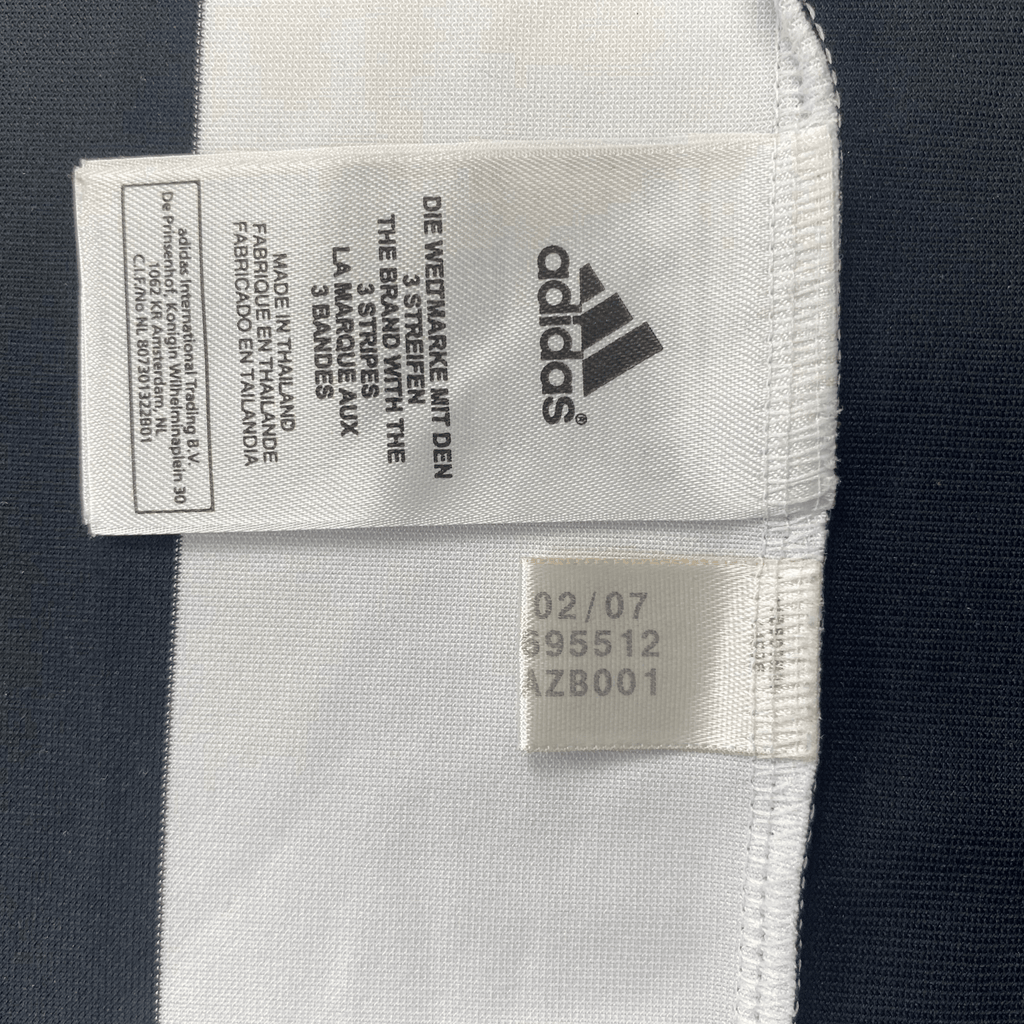 adidas®
DIE WELTMARKE MIT DEN
3 STREIFEN
THE BRAND WITH THE
3 STRIPES
LA MARQUE AUX
3 BANDES
MADE IN THAILAND
FABRIQUE EN THAILANDE
FABRICADO EN TAILANDIA
adidas International Trading B.V.
De Prinsenhof, Konigin Wilhelminaplein 30
1062 KR Amsterdam, NL
C.I.F./No NL 807301322B01
02/07
695512
AZB001